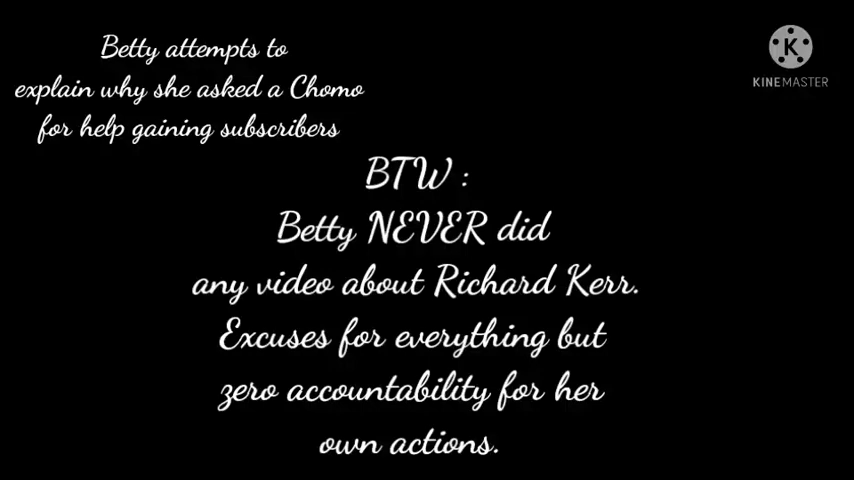 Betty attempts to
explain why she asked a Chomo
for help gaining subscribers
K
KINEMASTER
BTW :
Betty NEVER did
any video about Richard Kerr.
Excuses for everything but
zero accountability for her
own actions.